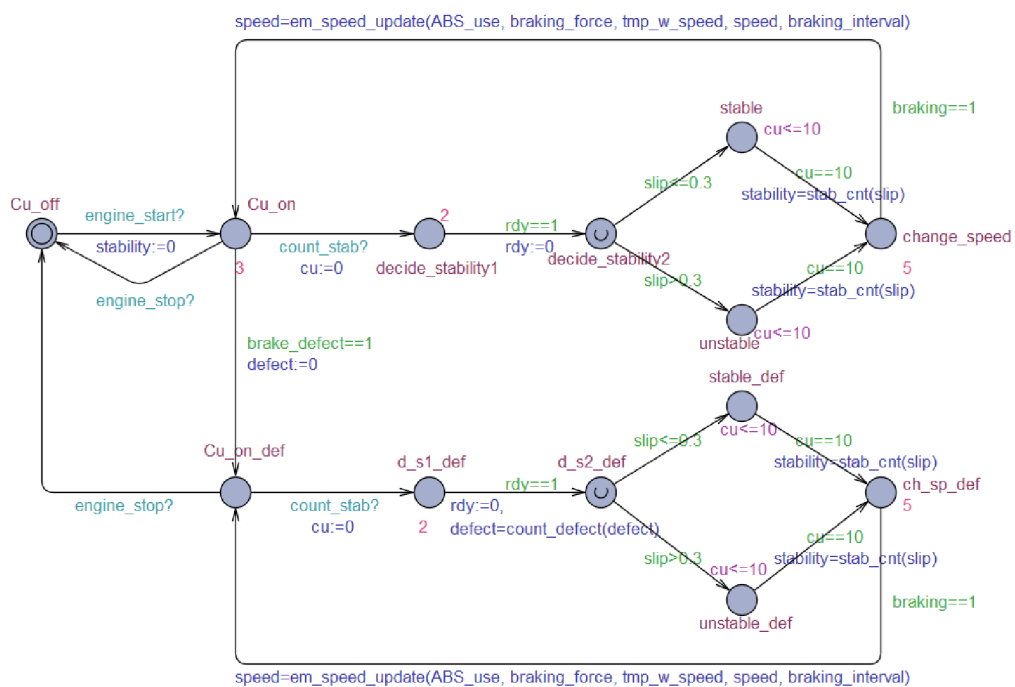 speed=em_speed_update(ABS_use, braking_force, tmp_w_speed, speed, braking_interval)
braking==1
stable
cu<=10
slip<=0.3
cu==10
stability=stab_cnt(slip)
Cu_off
engine_start?
stability:=0
engine_stop?
Cu_on
3
count_stab?
cu:=0
2
decide_stability1
rdy==1
rdy:=0
decide_stability2
slip>0.3
change_speed
5
cu==10
stability=stab_cnt(slip)
cu<=10
unstable
brake_defect==1
defect:=0
stable_def
cu<=10
slip<=0.3
cu==10
stability=stab_cnt(slip)
Cu_on_def
engine_stop?
count_stab?
cu:=0
d_s1_def
2
rdy==1
rdy:=0,
defect=count_defect(defect)
d_s2_def
slip>0.3
ch_sp_def
5
cu==10
stability=stab_cnt(slip)
cu<=10
unstable_def
braking==1
speed=em_speed_update(ABS_use, braking_force, tmp_w_speed, speed, braking_interval)